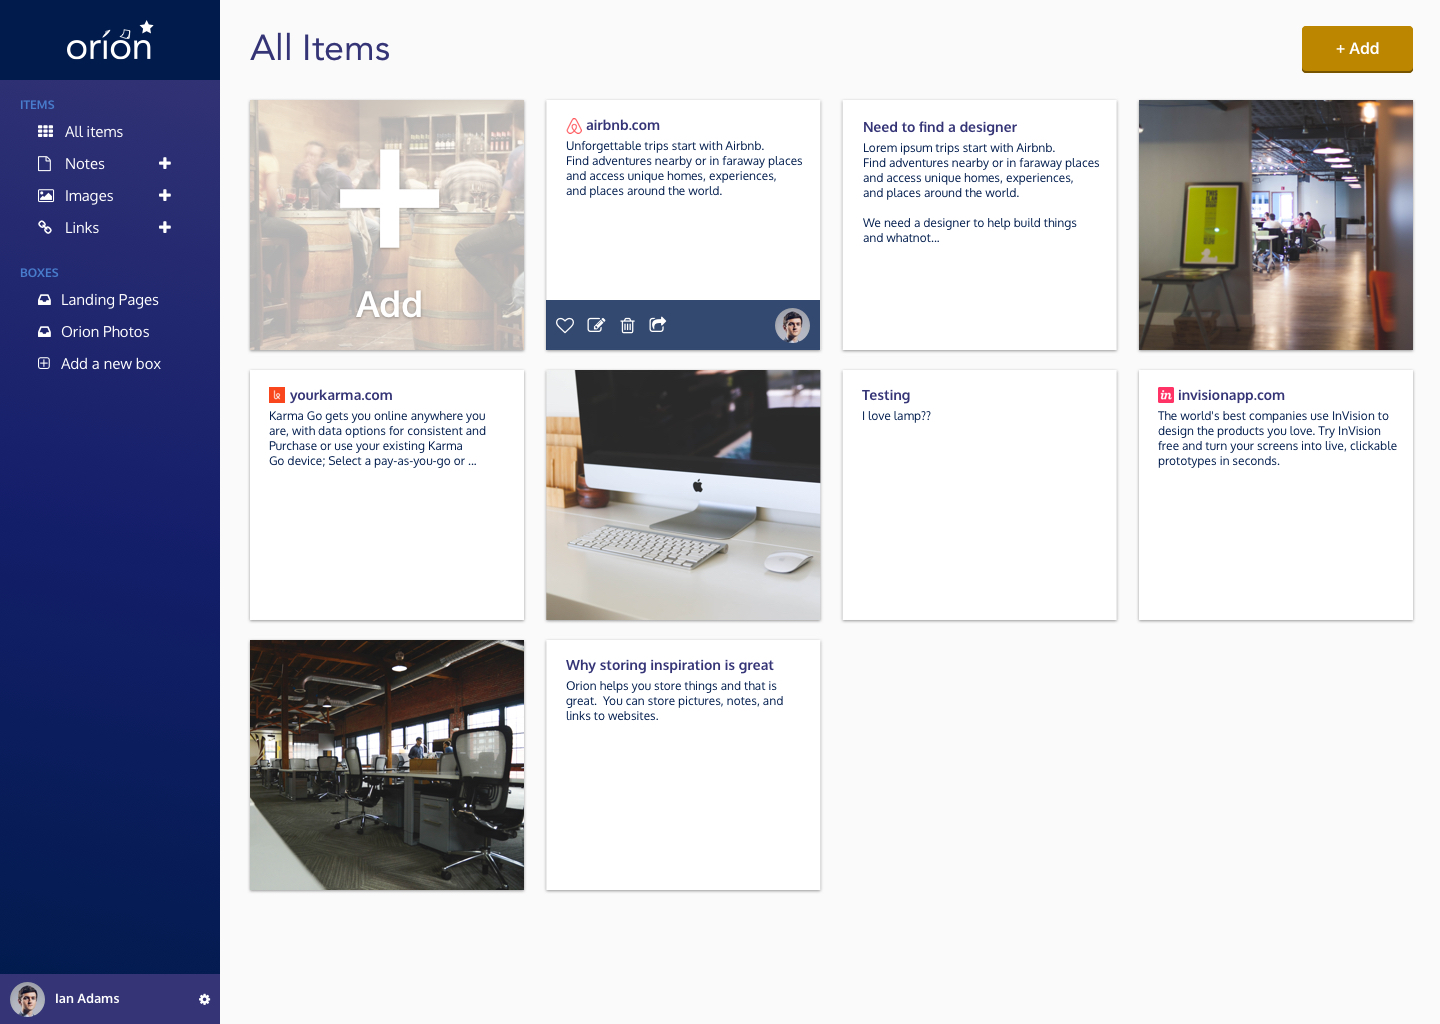 orion
All Items
+ Add
ITEMS
All items
Notes
Images
Links
BOXES
Landing Pages
Orion Photos
Add a new box
Add
airbnb.com
Unforgettable trips start with Airbnb.
Find adventures nearby or in faraway places
and access unique homes, experiences,
and places around the world.
Need to find a designer
Lorem ipsum trips start with Airbnb.
Find adventures nearby or in faraway places
and access unique homes, experiences,
and places around the world.
We need a designer to help build things
and whatnot...
THIS
yourkarma.com
Karma Go gets you online anywhere you
are, with data options for consistent and
Purchase or use your existing Karma
Go device; Select a pay-as-you-go or ...
Testing
I love lamp??
in invisionapp.com
The world's best companies use InVision to
design the products you love. Try InVision
free and turn your screens into live, clickable
prototypes in seconds.
Why storing inspiration is great
Orion helps you store things and that is
great.  You can store pictures, notes, and
links to websites.
Ian Adams